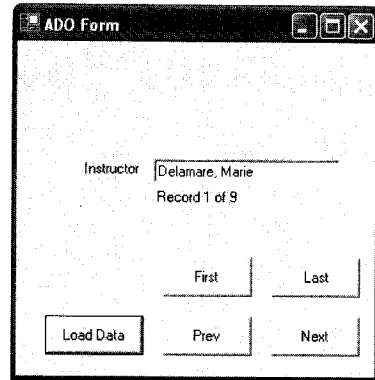 ADO Form
Instructor Delamare, Marie
Record 1 of 9
First Last
Load Data Prev Next